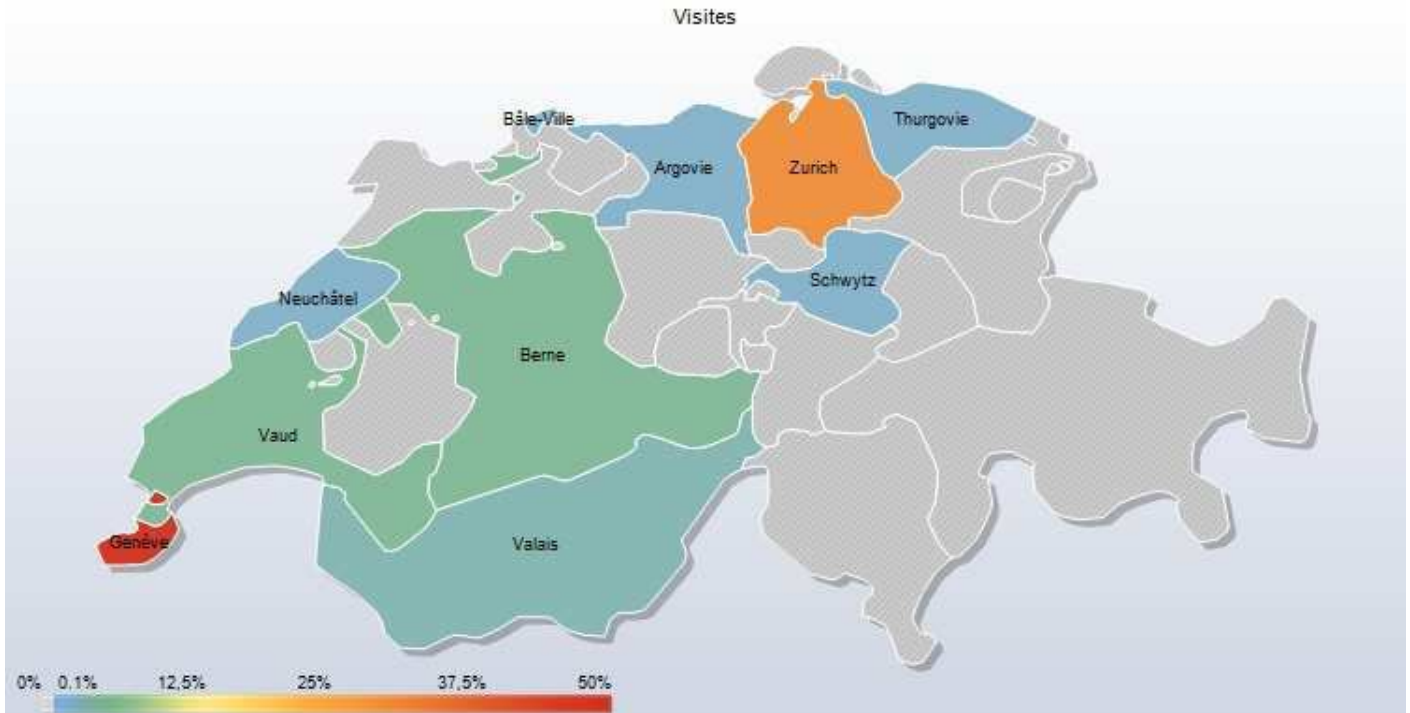 Visites
Bâle-Ville
Thurgovie
Argovie
Zurich
Schwytz
Neuchâtel
Berne
Vaud
Genève
Valais
0% 0.1% 12,5% 25% 37,5% 50%